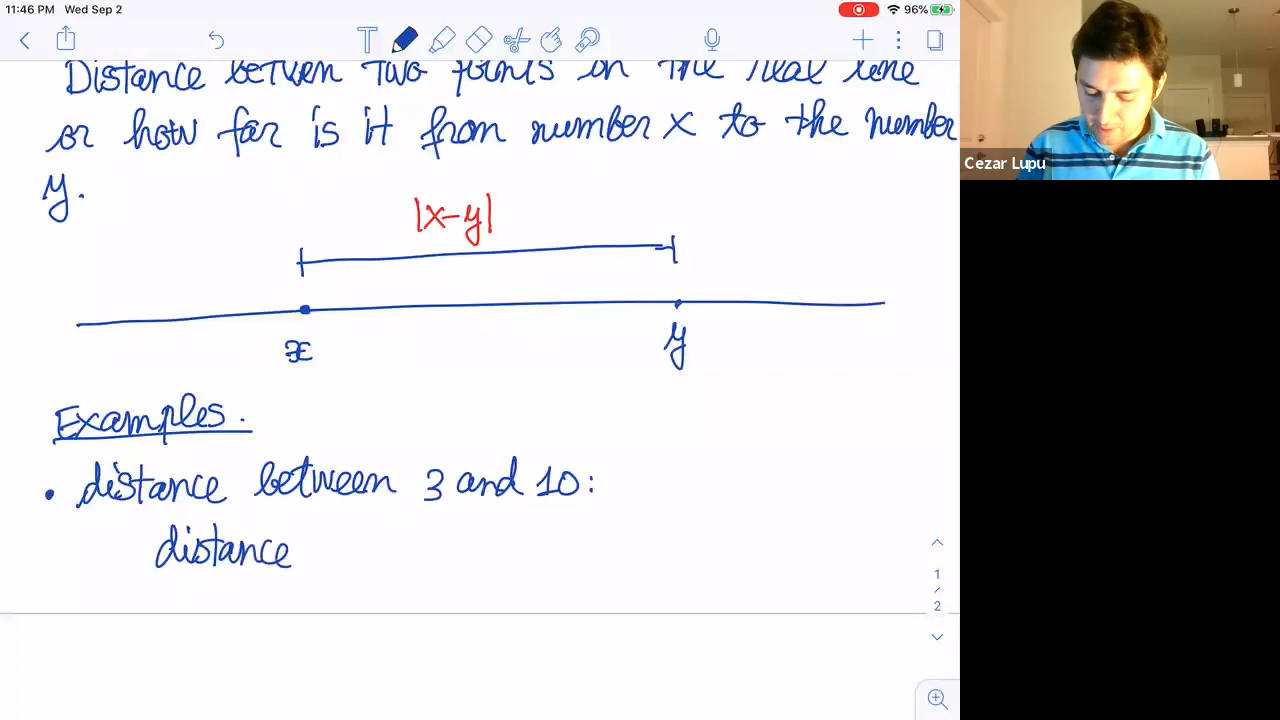 11:46 PM Wed Sep 2
96%
Distance between two points on the real line
or how far is it from number x to the number
y.
|x-y|
x
y
Examples.
• distance between 3 and 10:
distance
1
/
2
T
Cezar Lupu